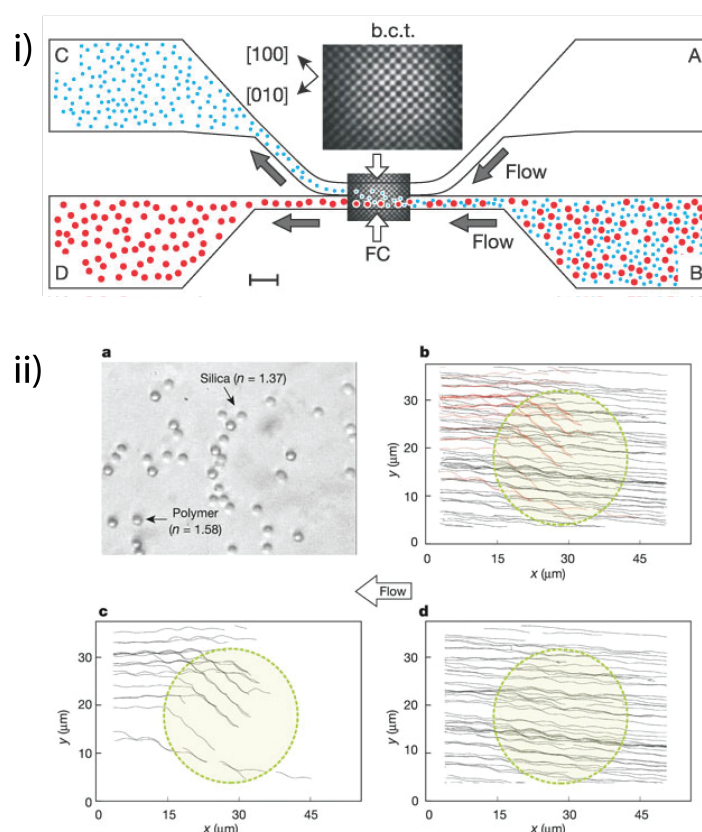 i)
b.c.t.
C
[100]
[010]
A
Flow
Flow
FC
D
B
ii)
a
Silica (n = 1.37)
Polymer
(n = 1.58)
b
30
20
10
0
y (μm)
0 15 30 45
x (μm)
Flow
c
30
20
10
0
y (μm)
0 15 30 45
x (μm)
d
30
20
10
0
y (μm)
0 15 30 45
x (μm)